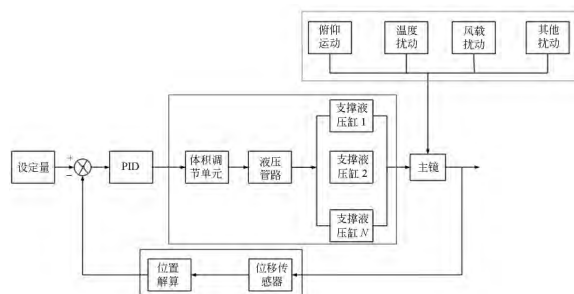 俯仰
运动
温度
扰动
风载
扰动
其他
扰动
设定量
+
−
PID
体积调
节单元
液压
管路
支撑液
压缸 1
支撑液
压缸 2
支撑液
压缸 N
主镜
位置
解算
位移传
感器